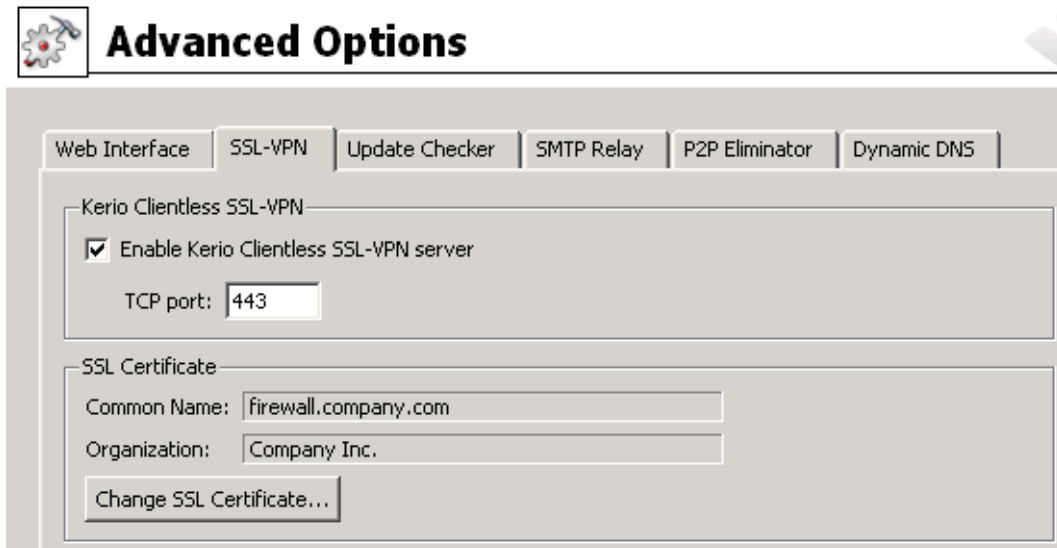 Advanced Options
Web Interface SSL-VPN Update Checker SMTP Relay P2P Eliminator Dynamic DNS
Kerio Clientless SSL-VPN
Enable Kerio Clientless SSL-VPN server
TCP port: 443
SSL Certificate
Common Name: firewall.company.com
Organization: Company Inc.
Change SSL Certificate...